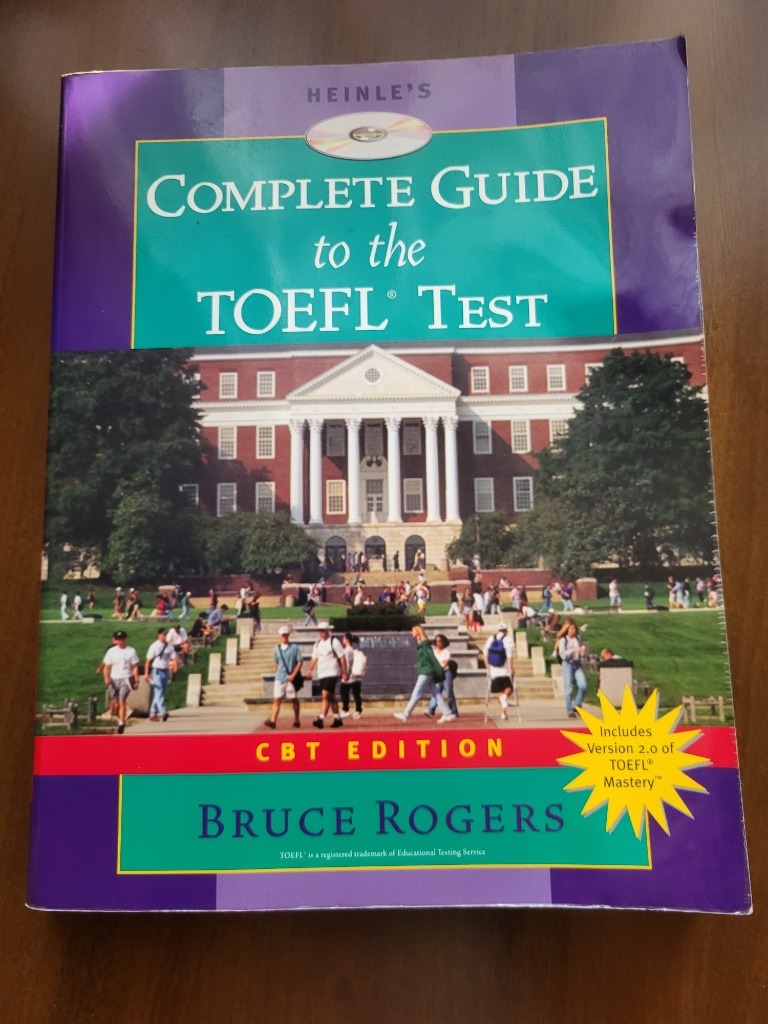 HEINLE'S
COMPLETE GUIDE
to the
TOEFL® TEST
CBT EDITION
Includes
Version 2.0 of
TOEFL®
Mastery™
BRUCE ROGERS
TOEFL® is a registered trademark of Educational Testing Service